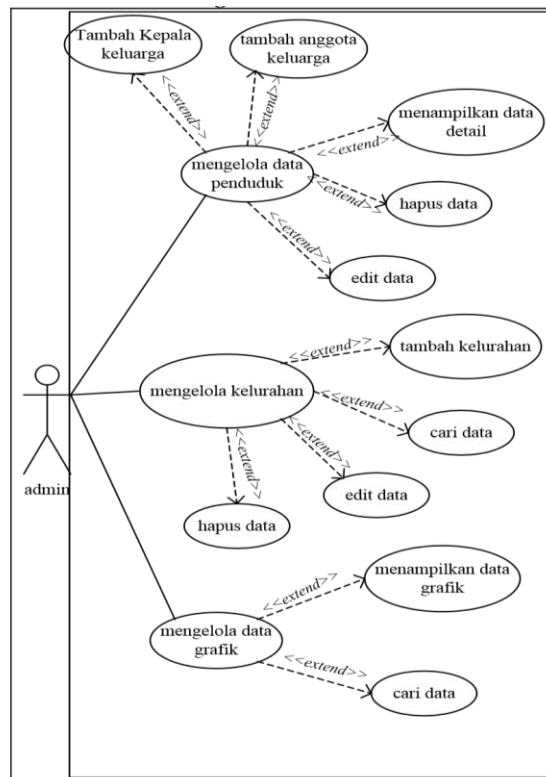 Tambah Kepala
keluarga
tambah anggota
keluarga
<<extend>>
<<extend>>
menampilkan data
detail
<<extend>>
mengelola data
penduduk
<<extend>>
hapus data
<<extend>>
edit data
<<extend>>
tambah kelurahan
mengelola kelurahan
<<extend>>
cari data
<<extend>>
edit data
<<extend>>
hapus data
admin
menampilkan data
grafik
<<extend>>
mengelola data
grafik
<<extend>>
cari data